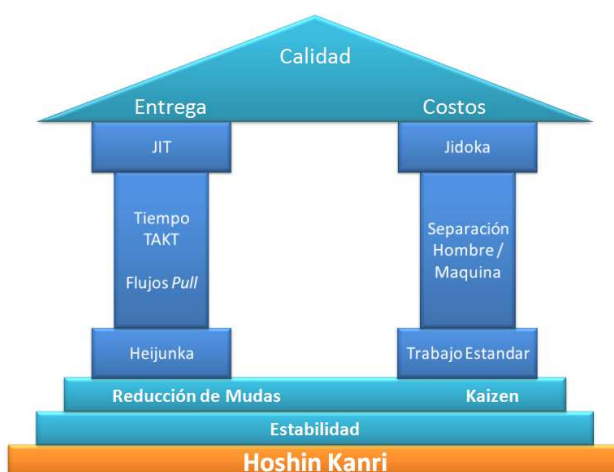 Calidad
Entrega Costos
JIT Jidoka
Tiempo
TAKT
Flujos Pull
Separación
Hombre /
Maquina
Heijunka Trabajo Estandar
Reducción de Mudas Kaizen
Estabilidad
Hoshin Kanri